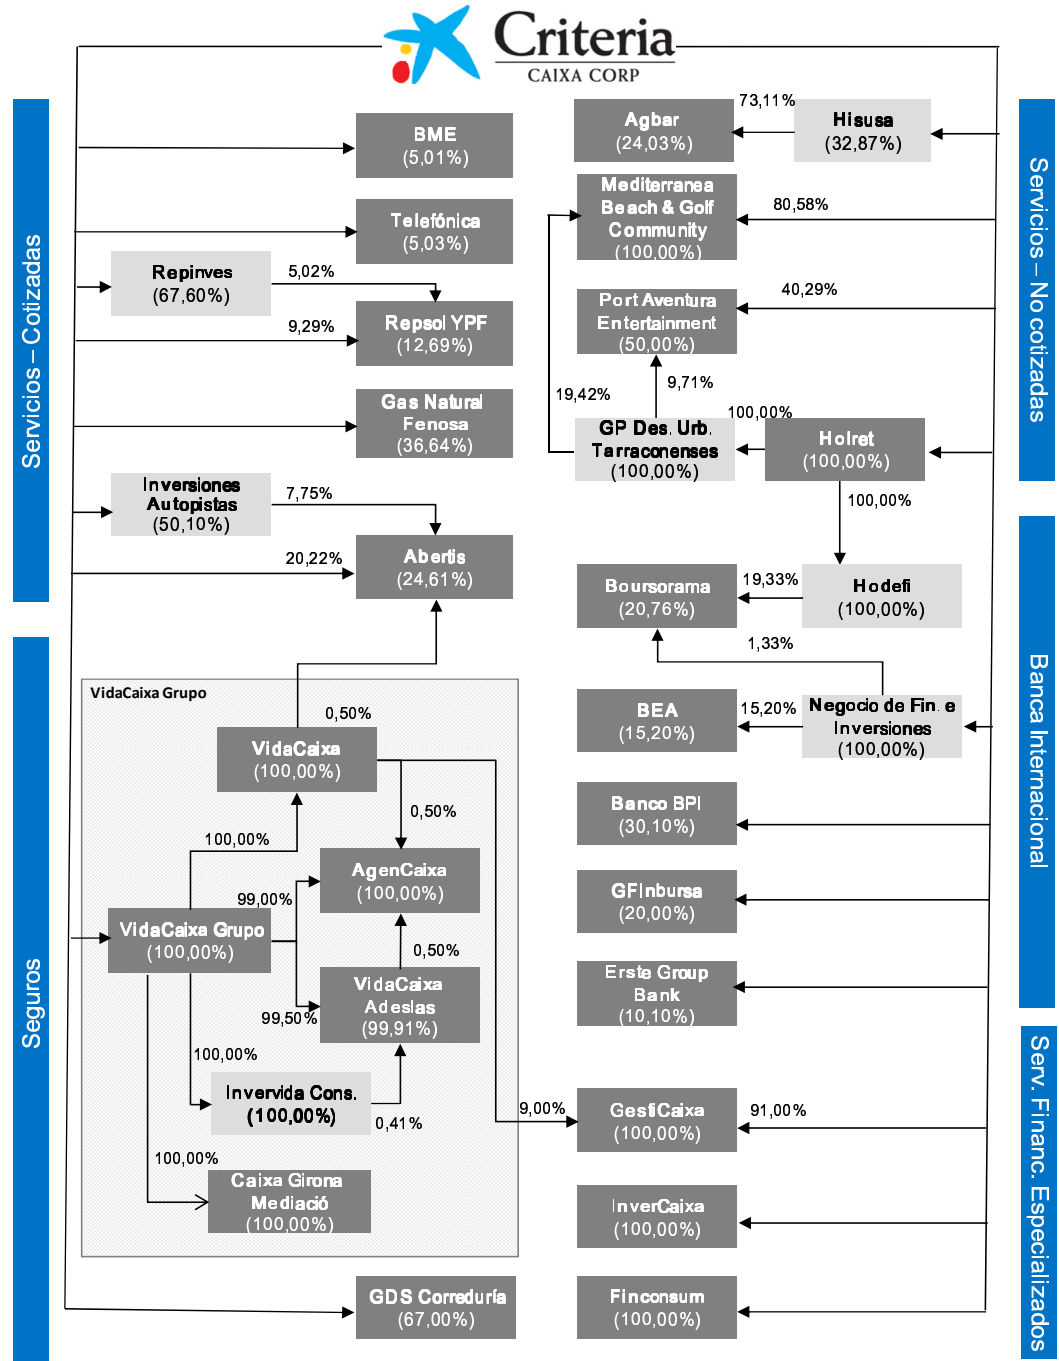 Criteria
CAIXA CORP
Servicios – Cotizadas
BME
(5,01%)
Telefónica
(5,03%)
Repinves
(67,60%)
5,02%
9,29%
Repsol YPF
(12,69%)
Gas Natural
Fenosa
(36,64%)
Inversiones
Autopistas
(50,10%)
7,75%
20,22%
Abertis
(24,61%)
Seguros
VidaCaixa Grupo
0,50%
VidaCaixa
(100,00%)
0,50%
100,00%
AgenCaixa
(100,00%)
99,00%
VidaCaixa Grupo
(100,00%)
0,50%
VidaCaixa
Adeslas
(99,91%)
99,50%
100,00%
Invervida Cons.
(100,00%)
0,41%
100,00%
Caixa Girona
Mediació
(100,00%)
GDS Correduría
(67,00%)
Servicios – No cotizadas
Agbar
(24,03%)
73,11%
Hisusa
(32,87%)
Mediterranea
Beach & Golf
Community
(100,00%)
80,58%
Port Aventura
Entertainment
(50,00%)
40,29%
19,42%
9,71%
100,00%
GP Des. Urb.
Tarraconenses
(100,00%)
Holret
(100,00%)
100,00%
Banca Internacional
Boursorama
(20,76%)
19,33%
Hodefi
(100,00%)
1,33%
BEA
(15,20%)
15,20%
Negocio de Fin. e
Inversiones
(100,00%)
Banco BPI
(30,10%)
GFInbursa
(20,00%)
Erste Group
Bank
(10,10%)
Serv. Financ. Especializados
9,00%
GestiCaixa
(100,00%)
91,00%
InverCaixa
(100,00%)
Finconsum
(100,00%)